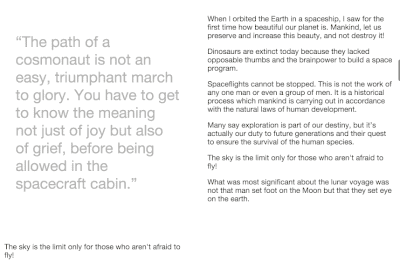 “The path of a
cosmonaut is not an
easy, triumphant march
to glory. You have to get
to know the meaning
not just of joy but also
of grief, before being
allowed in the
spacecraft cabin.”
The sky is the limit only for those who aren't afraid to
fly!
When I orbited the Earth in a spaceship, I saw for the
first time how beautiful our planet is. Mankind, let us
preserve and increase this beauty, and not destroy it!
Dinosaurs are extinct today because they lacked
opposable thumbs and the brainpower to build a space
program.
Spaceflights cannot be stopped. This is not the work of
any one man or even a group of men. It is a historical
process which mankind is carrying out in accordance
with the natural laws of human development.
Many say exploration is part of our destiny, but it's
actually our duty to future generations and their quest
to ensure the survival of the human species.
The sky is the limit only for those who aren't afraid to
fly!
What was most significant about the lunar voyage was
not that man set foot on the Moon but that they set eye
on the earth.